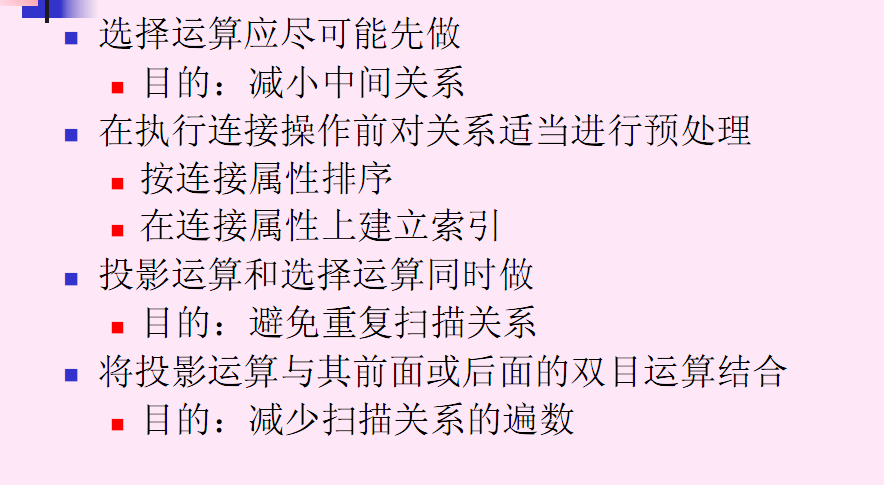 选择运算应尽可能先做
目的：减小中间关系
在执行连接操作前对关系适当进行预处理
按连接属性排序
在连接属性上建立索引
投影运算和选择运算同时做
目的：避免重复扫描关系
将投影运算与其前面或后面的双目运算结合
目的：减少扫描关系的遍数